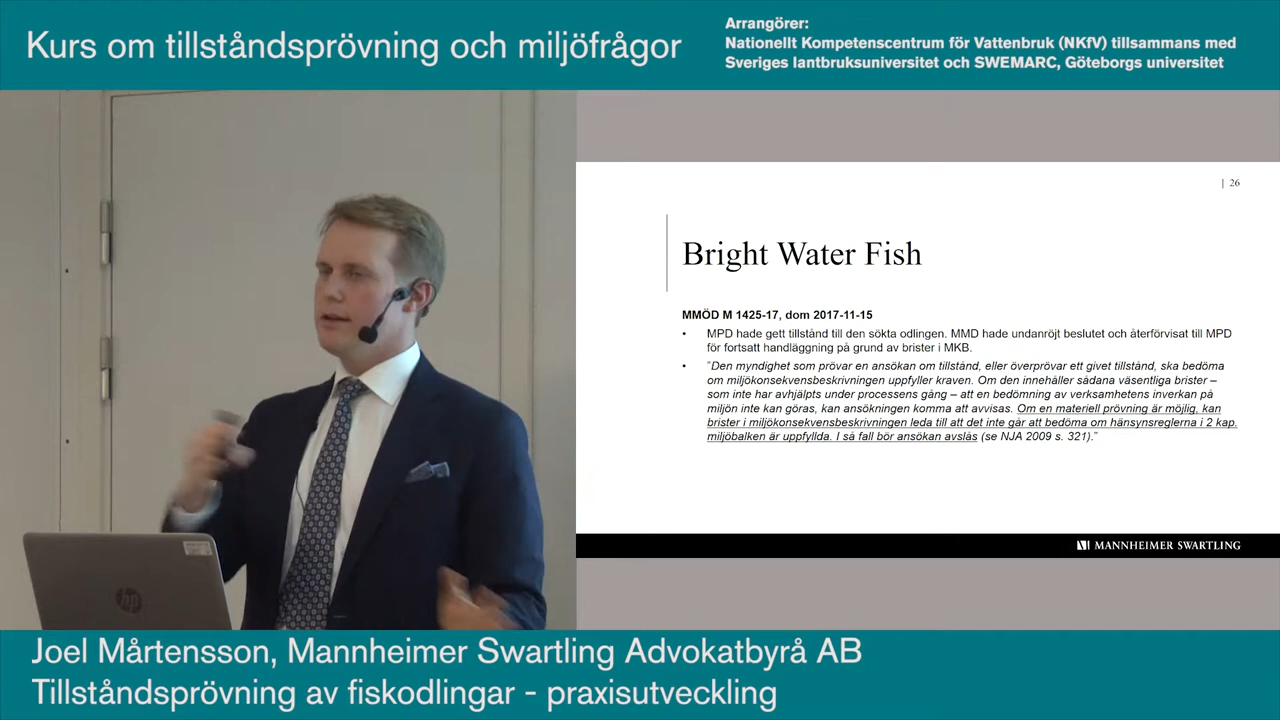 Kurs om tillståndsprövning och miljöfrågor
Arrangörer:
Nationellt Kompetenscentrum för Vattenbruk (NKfV) tillsammans med
Sveriges lantbruksuniversitet och SWEMARC, Göteborgs universitet
| 26
Bright Water Fish
MMÖD M 1425-17, dom 2017-11-15
• MPD hade gett tillstånd till den sökta odlingen. MMD hade undanröjt beslutet och återförvisat till MPD
för fortsatt handläggning på grund av brister i MKB.
• "Den myndighet som prövar en ansökan om tillstånd, eller överprövar ett givet tillstånd, ska bedöma
om miljökonsekvensbeskrivningen uppfyller kraven. Om den innehåller sådana väsentliga brister –
som inte har avhjälpts under processens gång – att en bedömning av verksamhetens inverkan på
miljön inte kan göras, kan ansökningen komma att avvisas. Om en materiell prövning är möjlig, kan
brister i miljökonsekvensbeskrivningen leda till att det inte går att bedöma om hänsynsreglerna i 2 kap.
miljöbalken är uppfyllda. I så fall bör ansökan avslås (se NJA 2009 s. 321)."
MANNHEIMER SWARTLING
hp
Joel Mårtensson, Mannheimer Swartling Advokatbyrå AB
Tillståndsprövning av fiskodlingar - praxisutveckling